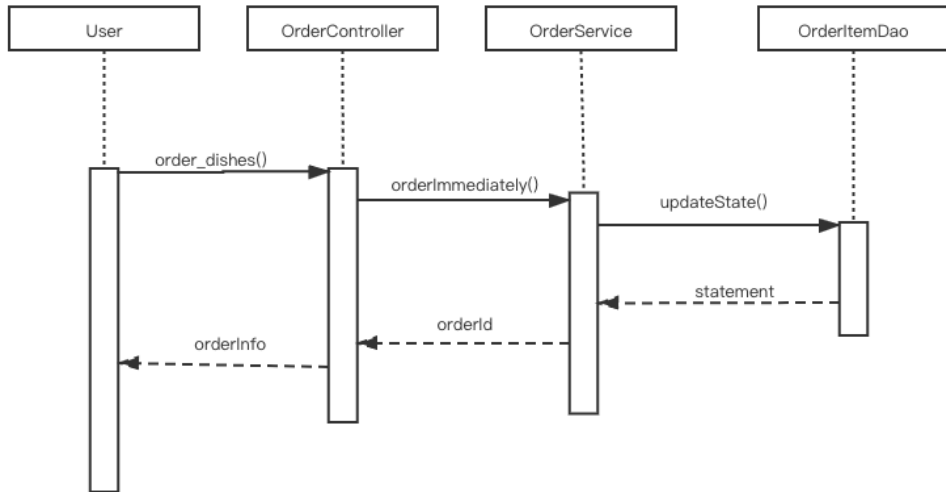 User
OrderController
OrderService
OrderItemDao
order_dishes()
orderImmediately()
updateState()
statement
orderId
orderInfo